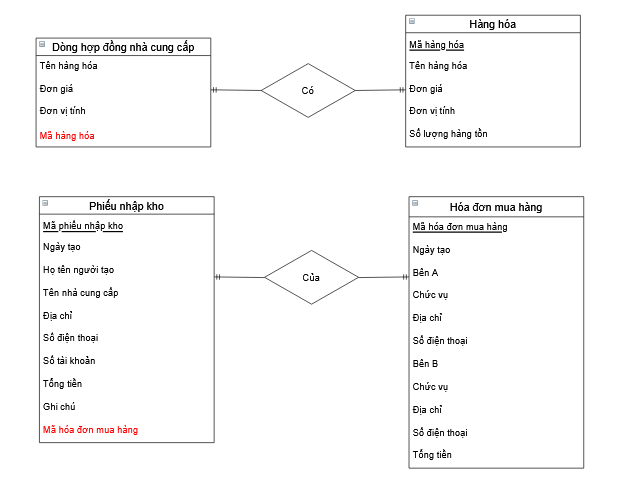 Dòng hợp đồng nhà cung cấp
Tên hàng hóa
Đơn giá
Đơn vị tính
Mã hàng hóa
Có
Hàng hóa
Mã hàng hóa
Tên hàng hóa
Đơn giá
Đơn vị tính
Số lượng hàng tồn
Phiếu nhập kho
Mã phiếu nhập kho
Ngày tạo
Họ tên người tạo
Tên nhà cung cấp
Địa chỉ
Số điện thoại
Số tài khoản
Tổng tiền
Ghi chú
Mã hóa đơn mua hàng
Của
Hóa đơn mua hàng
Mã hóa đơn mua hàng
Ngày tạo
Bên A
Chức vụ
Địa chỉ
Số điện thoại
Bên B
Chức vụ
Địa chỉ
Số điện thoại
Tổng tiền